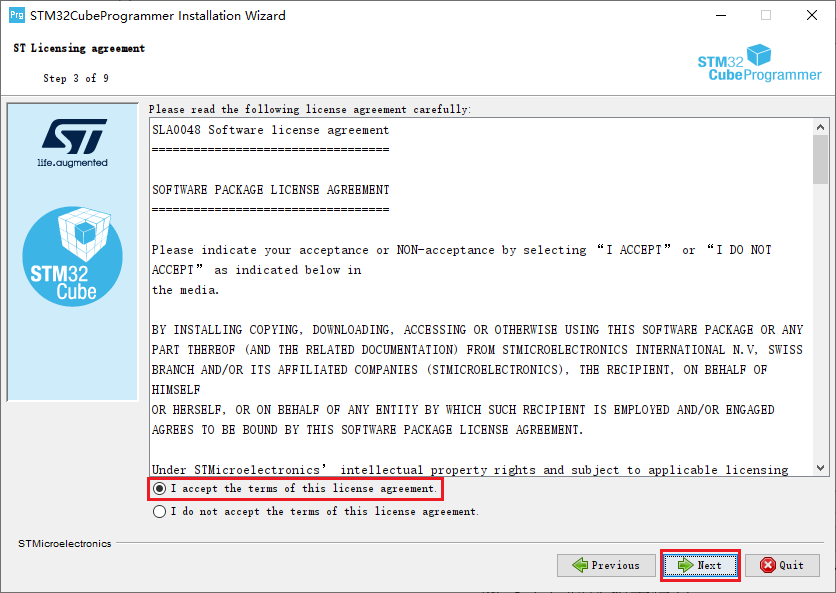 Prg STM32CubeProgrammer Installation Wizard
ST Licensing agreement
Step 3 of 9
STM32
CubeProgrammer
ST
life.augmented
STM32
Cube
Please read the following license agreement carefully:
SLA0048 Software license agreement
==================================
SOFTWARE PACKAGE LICENSE AGREEMENT
==================================
Please indicate your acceptance or NON-acceptance by selecting “I ACCEPT” or “I DO NOT
ACCEPT” as indicated below in
the media.
BY INSTALLING COPYING, DOWNLOADING, ACCESSING OR OTHERWISE USING THIS SOFTWARE PACKAGE OR ANY
PART THEREOF (AND THE RELATED DOCUMENTATION) FROM STMICROELECTRONICS INTERNATIONAL N.V, SWISS
BRANCH AND/OR ITS AFFILIATED COMPANIES (STMICROELECTRONICS), THE RECIPIENT, ON BEHALF OF
HIMSELF
OR HERSELF, OR ON BEHALF OF ANY ENTITY BY WHICH SUCH RECIPIENT IS EMPLOYED AND/OR ENGAGED
AGREES TO BE BOUND BY THIS SOFTWARE PACKAGE LICENSE AGREEMENT.
Under STMicroelectronics’ intellectual property rights and subject to applicable licensing
I accept the terms of this license agreement.
I do not accept the terms of this license agreement.
STMicroelectronics
Previous
Next
Quit